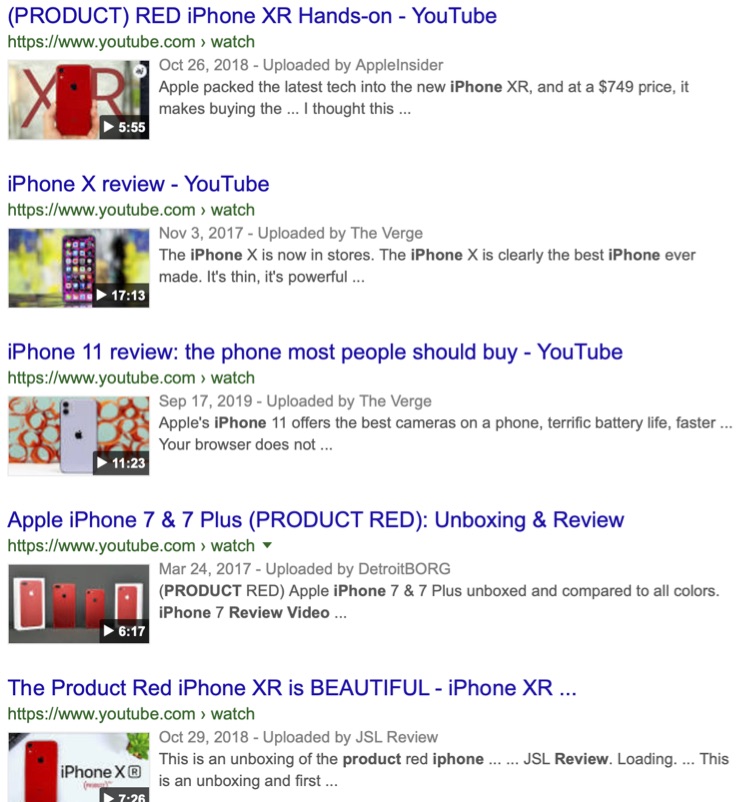 (PRODUCT) RED iPhone XR Hands-on - YouTube
https://www.youtube.com › watch
Oct 26, 2018 - Uploaded by AppleInsider
Apple packed the latest tech into the new iPhone XR, and at a $749 price, it
makes buying the ... I thought this ...
XR
5:55
iPhone X review - YouTube
https://www.youtube.com › watch
Nov 3, 2017 - Uploaded by The Verge
The iPhone X is now in stores. The iPhone X is clearly the best iPhone ever
made. It's thin, it's powerful ...
17:13
iPhone 11 review: the phone most people should buy - YouTube
https://www.youtube.com › watch
Sep 17, 2019 - Uploaded by The Verge
Apple's iPhone 11 offers the best cameras on a phone, terrific battery life, faster ...
Your browser does not ...
11:23
Apple iPhone 7 & 7 Plus (PRODUCT RED): Unboxing & Review
https://www.youtube.com › watch
Mar 24, 2017 - Uploaded by DetroitBORG
(PRODUCT RED) Apple iPhone 7 & 7 Plus unboxed and compared to all colors.
iPhone 7 Review Video ...
6:17
The Product Red iPhone XR is BEAUTIFUL - iPhone XR ...
https://www.youtube.com › watch
Oct 29, 2018 - Uploaded by JSL Review
This is an unboxing of the product red iphone ... ... JSL Review. Loading. ... This
is an unboxing and first ...
iPhone XR
(PRODUCT)
7:26